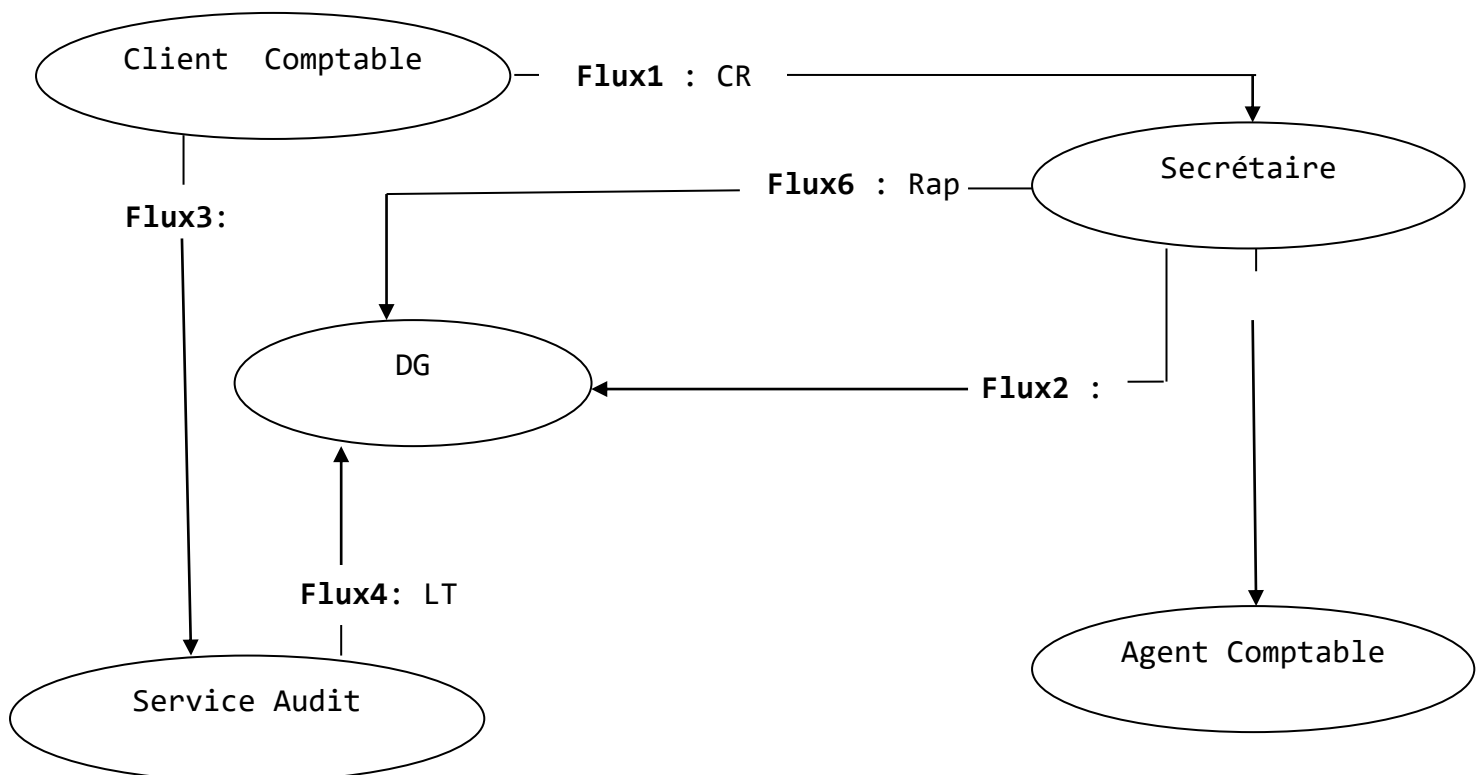 Client  Comptable
Flux1 : CR
Secrétaire
Flux6 : Rap
Flux3:
DG
Flux2 :
Flux4: LT
Agent Comptable
Service Audit